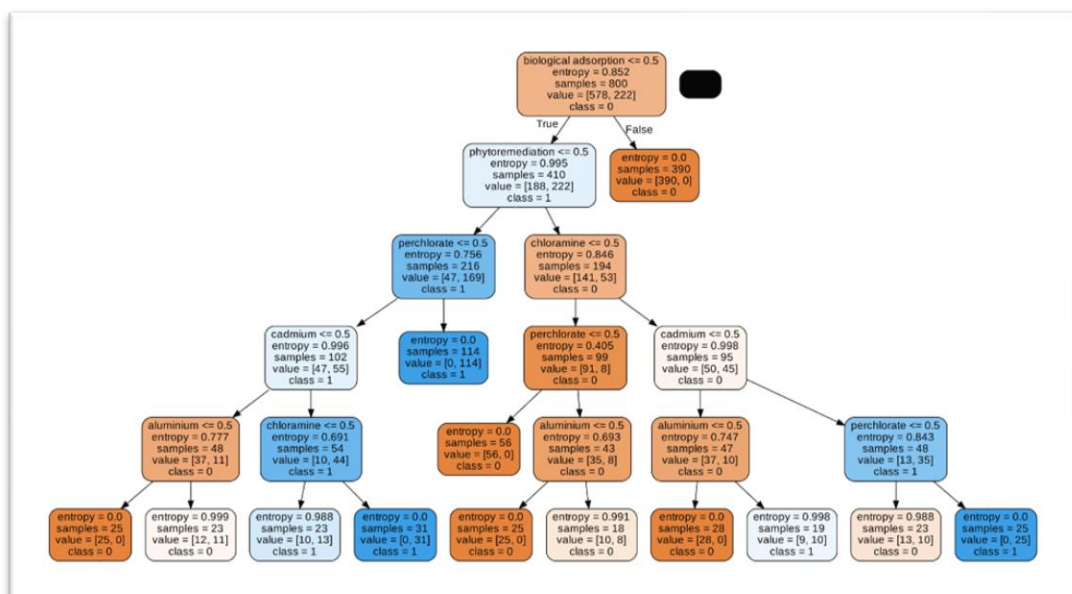 biological adsorption <= 0.5
entropy = 0.852
samples = 800
value = [578, 222]
class = 0
True
False
phytoremediation <= 0.5
entropy = 0.995
samples = 410
value = [188, 222]
class = 1
entropy = 0.0
samples = 390
value = [390, 0]
class = 0
perchlorate <= 0.5
entropy = 0.756
samples = 216
value = [47, 169]
class = 1
chloramine <= 0.5
entropy = 0.846
samples = 194
value = [141, 53]
class = 0
cadmium <= 0.5
entropy = 0.996
samples = 102
value = [47, 55]
class = 1
entropy = 0.0
samples = 114
value = [0, 114]
class = 1
perchlorate <= 0.5
entropy = 0.405
samples = 99
value = [91, 8]
class = 0
cadmium <= 0.5
entropy = 0.998
samples = 95
value = [50, 45]
class = 0
aluminium <= 0.5
entropy = 0.777
samples = 48
value = [37, 11]
class = 0
chloramine <= 0.5
entropy = 0.691
samples = 54
value = [10, 44]
class = 1
entropy = 0.0
samples = 56
value = [56, 0]
class = 0
aluminium <= 0.5
entropy = 0.693
samples = 43
value = [35, 8]
class = 0
aluminium <= 0.5
entropy = 0.747
samples = 47
value = [37, 10]
class = 0
perchlorate <= 0.5
entropy = 0.843
samples = 48
value = [13, 35]
class = 1
entropy = 0.0
samples = 25
value = [25, 0]
class = 0
entropy = 0.999
samples = 23
value = [12, 11]
class = 0
entropy = 0.988
samples = 23
value = [10, 13]
class = 1
entropy = 0.0
samples = 31
value = [0, 31]
class = 1
entropy = 0.0
samples = 25
value = [25, 0]
class = 0
entropy = 0.991
samples = 18
value = [10, 8]
class = 0
entropy = 0.0
samples = 28
value = [28, 0]
class = 0
entropy = 0.998
samples = 19
value = [9, 10]
class = 1
entropy = 0.988
samples = 23
value = [13, 10]
class = 0
entropy = 0.0
samples = 25
value = [0, 25]
class = 1